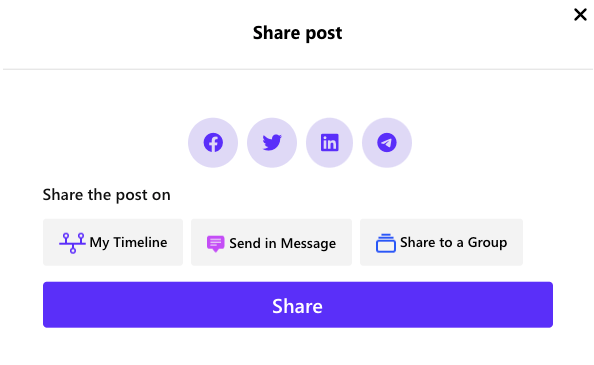 Share post
Share the post on
My Timeline
Send in Message
Share to a Group
Share